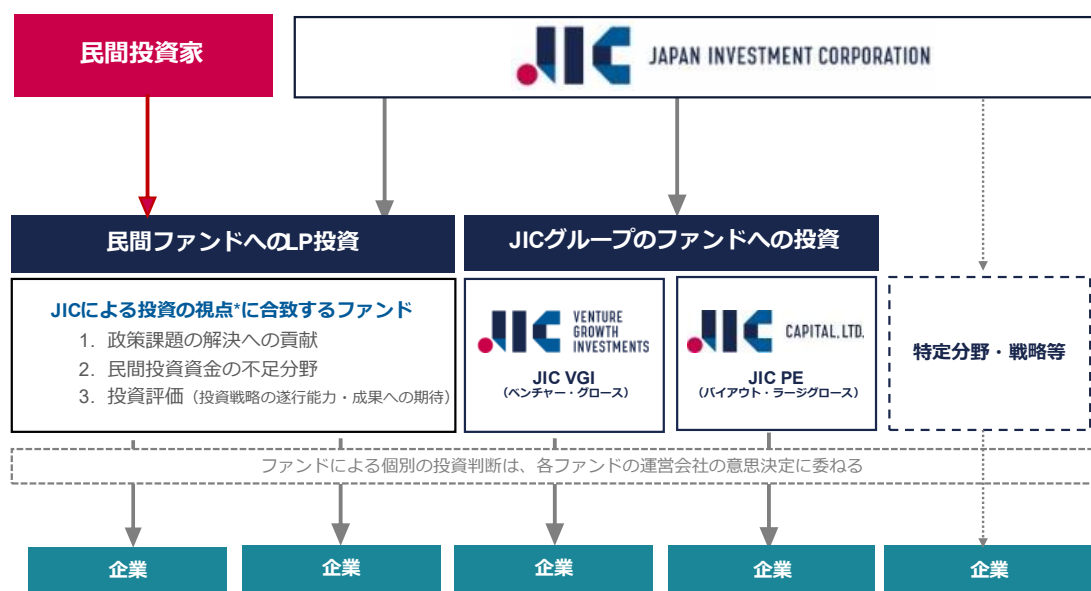 民間投資家
JIC JAPAN INVESTMENT CORPORATION
民間ファンドへのLP投資
JICグループのファンドへの投資
JICによる投資の視点*に合致するファンド
1. 政策課題の解決への貢献
2. 民間投資資金の不足分野
3. 投資評価（投資戦略の遂行能力・成果への期待）
JIC VENTURE
GROWTH
INVESTMENTS
JIC VGI
（ベンチャー・グロース）
JIC CAPITAL, LTD.
JIC PE
（バイアウト・ラージグロース）
特定分野・戦略等
ファンドによる個別の投資判断は、各ファンドの運営会社の意思決定に委ねる
企業
企業
企業
企業
企業